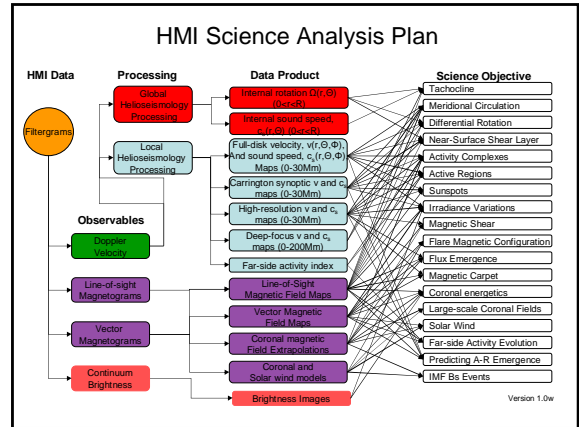 HMI Science Analysis Plan
HMI Data
Processing
Data Product
Science Objective
Filtergrams
Global
Helioseismology
Processing
Local
Helioseismology
Processing
Observables
Doppler
Velocity
Line-of-sight
Magnetograms
Vector
Magnetograms
Continuum
Brightness
Internal rotation Ω(r,Θ)
(0<r<R)
Internal sound speed,
cs(r,Θ) (0<r<R)
Full-disk velocity, v(r,Θ,Φ),
And sound speed, cs(r,Θ,Φ),
Maps (0-30Mm)
Carrington synoptic v and cs
maps (0-30Mm)
High-resolution v and cs
maps (0-30Mm)
Deep-focus v and cs
maps (0-200Mm)
Far-side activity index
Line-of-Sight
Magnetic Field Maps
Vector Magnetic
Field Maps
Coronal magnetic
Field Extrapolations
Coronal and
Solar wind models
Brightness Images
Tachocline
Meridional Circulation
Differential Rotation
Near-Surface Shear Layer
Activity Complexes
Active Regions
Sunspots
Irradiance Variations
Magnetic Shear
Flare Magnetic Configuration
Flux Emergence
Magnetic Carpet
Coronal energetics
Large-scale Coronal Fields
Solar Wind
Far-side Activity Evolution
Predicting A-R Emergence
IMF Bs Events
Version 1.0w